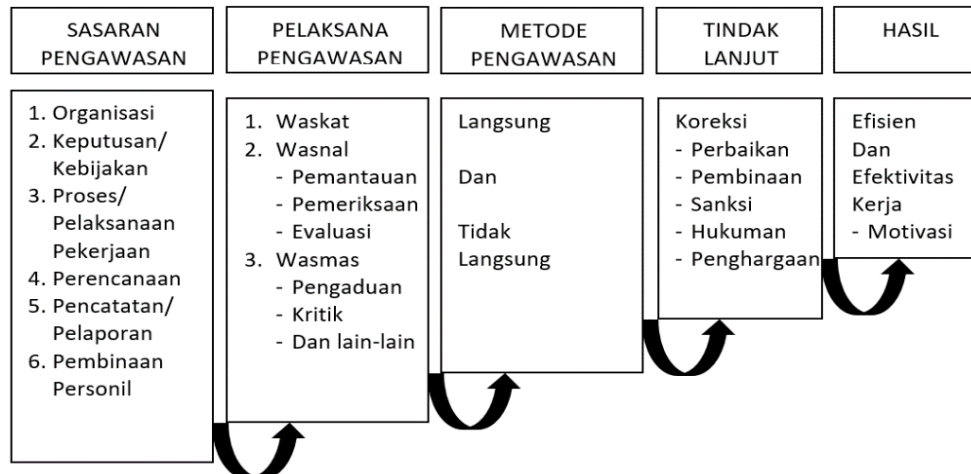 SASARAN
PENGAWASAN
1. Organisasi
2. Keputusan/
Kebijakan
3. Proses/
Pelaksanaan
Pekerjaan
4. Perencanaan
5. Pencatatan/
Pelaporan
6. Pembinaan
Personil
PELAKSANA
PENGAWASAN
1. Waskat
2. Wasnal
- Pemantauan
- Pemeriksaan
- Evaluasi
3. Wasmas
- Pengaduan
- Kritik
- Dan lain-lain
METODE
PENGAWASAN
Langsung
Dan
Tidak
Langsung
TINDAK
LANJUT
Koreksi
- Perbaikan
- Pembinaan
- Sanksi
- Hukuman
- Penghargaan
HASIL
Efisien
Dan
Efektivitas
Kerja
- Motivasi